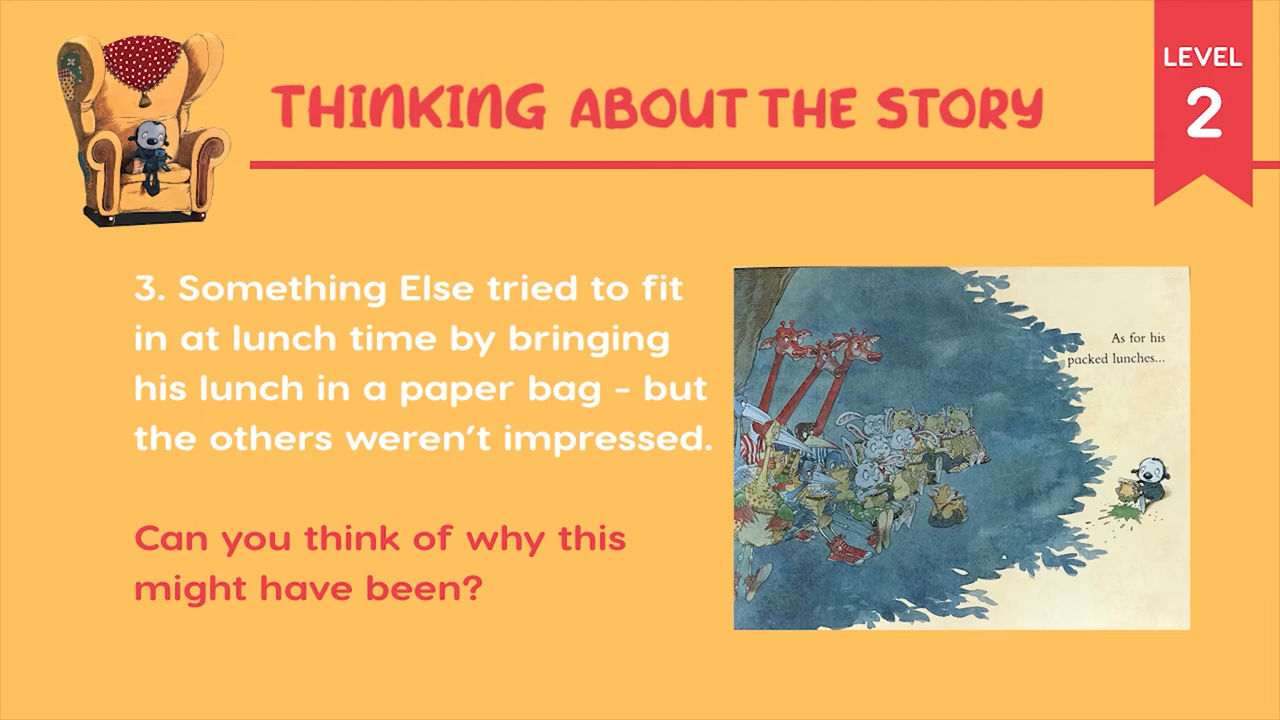 THINKING ABOUT THE STORY
LEVEL
2
3. Something Else tried to fit
in at lunch time by bringing
his lunch in a paper bag – but
the others weren't impressed.
Can you think of why this
might have been?
As for his
packed lunches...